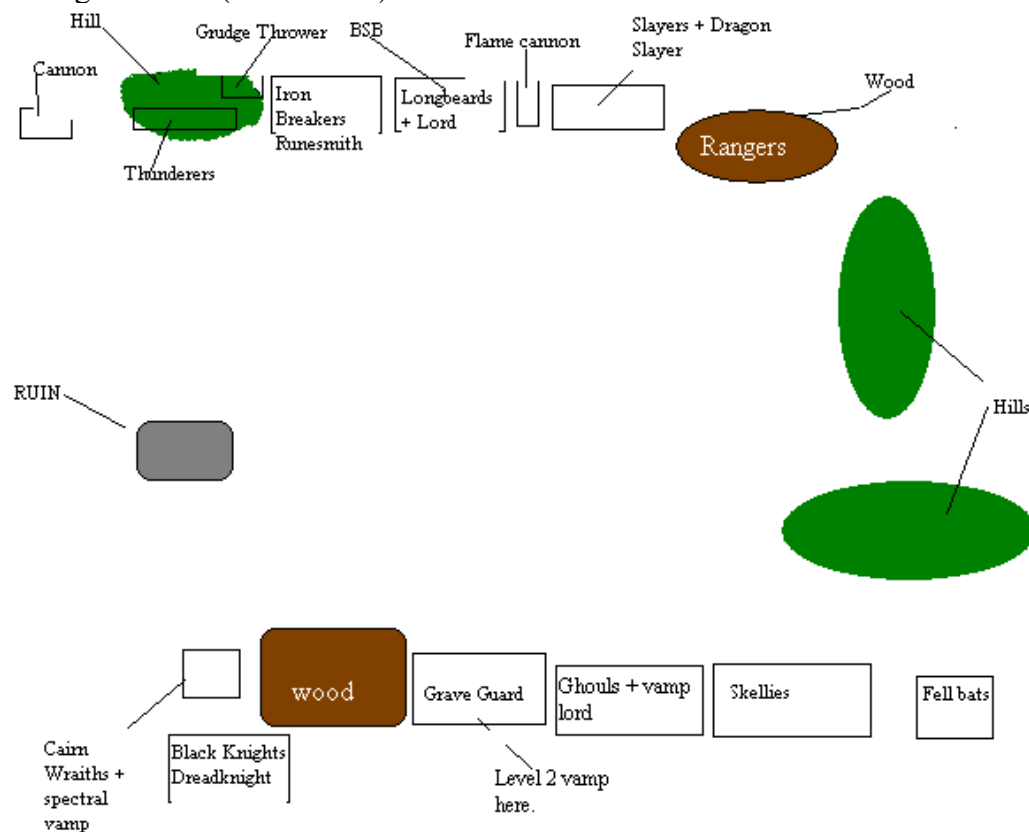 Hill
Grudge Thrower
BSB
Flame cannon
Slayers + Dragon
Slayer
Cannon
Wood
Iron
Breakers
Runesmith
Longbeards
+ Lord
Rangers
Thunderers
RUIN
Hills
wood
Grave Guard
Ghouls + vamp
lord
Skellies
Fell bats
Cairn
Wraiths +
spectral
vamp
Black Knights
Dreadknight
Level 2 vamp
here.